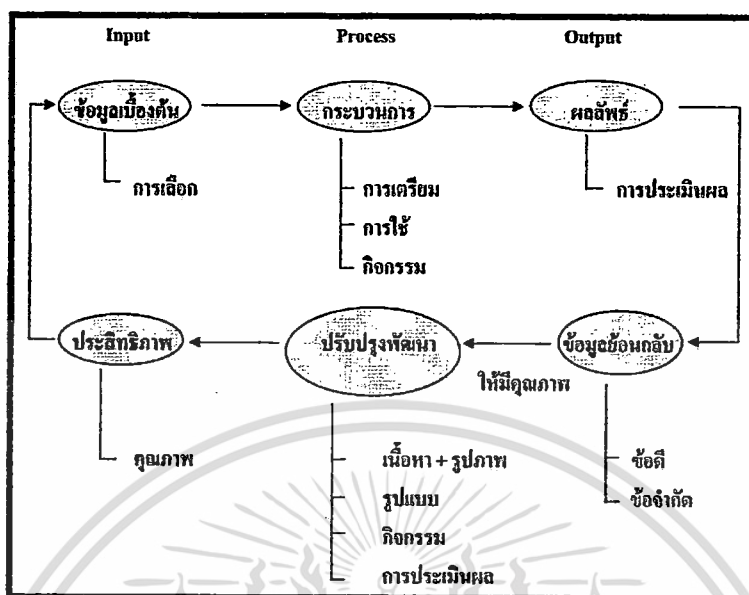 Input Process Output
ข้อมูลเบื้องต้น กระบวนการ ผลลัพธ์
การเลือก การเตรียม การประเมินผล
การใช้
กิจกรรม
ประสิทธิภาพ ปรับปรุงพัฒนา ข้อมูลย้อนกลับ
ให้มีคุณภาพ
คุณภาพ เนื้อหา + รูปภาพ ข้อดี
รูปแบบ ข้อจำกัด
กิจกรรม
การประเมินผล